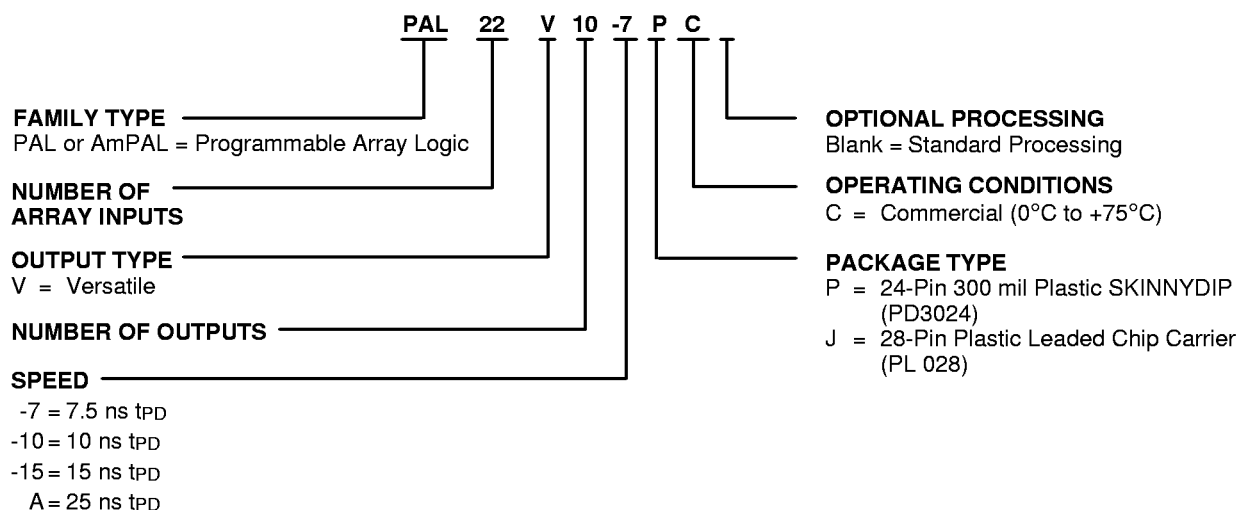 PAL 22 V 10 -7 P C
FAMILY TYPE
PAL or AmPAL = Programmable Array Logic
NUMBER OF
ARRAY INPUTS
OUTPUT TYPE
V = Versatile
NUMBER OF OUTPUTS
SPEED
-7 = 7.5 ns tPD
-10 = 10 ns tPD
-15 = 15 ns tPD
A = 25 ns tPD
OPTIONAL PROCESSING
Blank = Standard Processing
OPERATING CONDITIONS
C = Commercial (0°C to +75°C)
PACKAGE TYPE
P = 24-Pin 300 mil Plastic SKINNYDIP
(PD3024)
J = 28-Pin Plastic Leaded Chip Carrier
(PL 028)